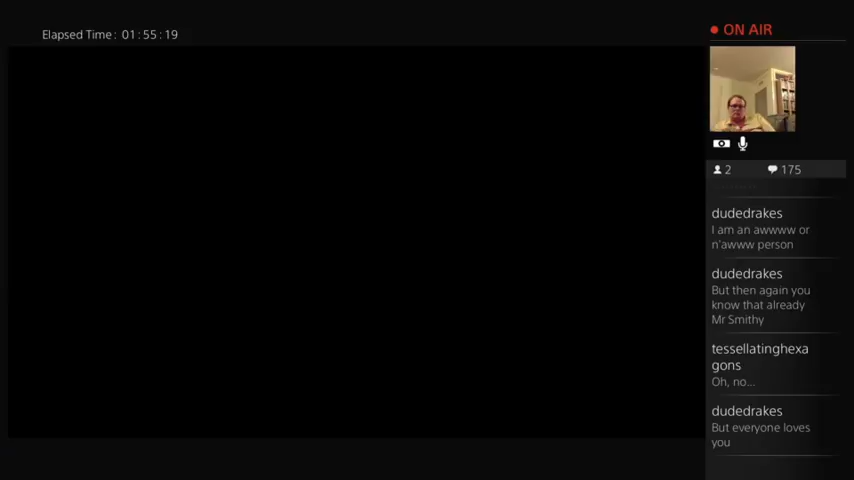 Elapsed Time: 01:55:19
ON AIR
2
175
dudedrakes
I am an awwww or
n'awww person
dudedrakes
But then again you
know that already
Mr Smithy
tessellatinghexa
gons
Oh, no...
dudedrakes
But everyone loves
you